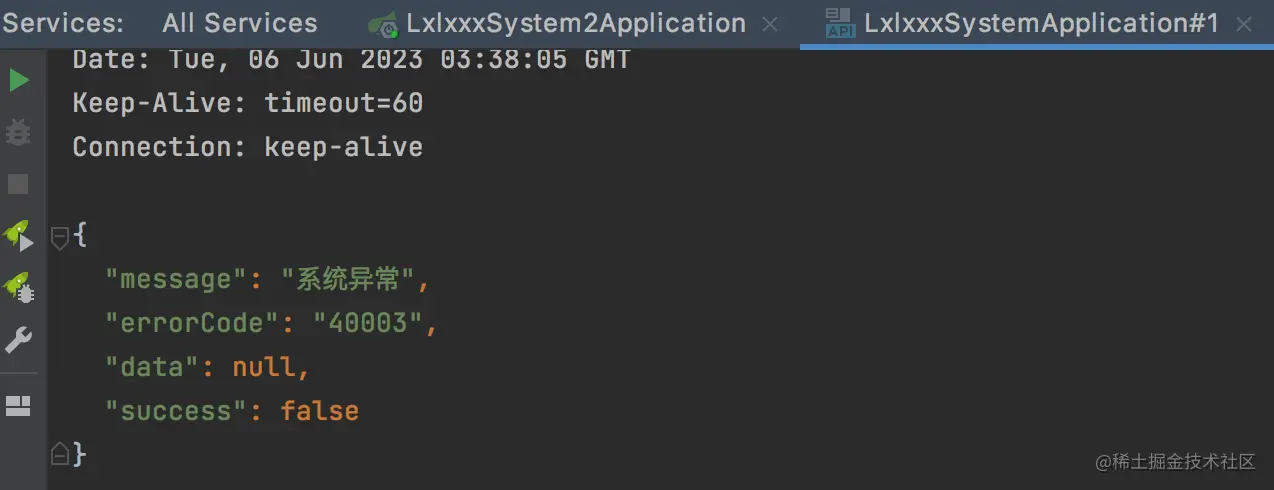 Services: All Services LxlxxxSystem2Application × LxlxxxSystemApplication#1 ×
API
Date: Tue, 06 Jun 2023 03:38:05 GMT
Keep-Alive: timeout=60
Connection: keep-alive
{
"message": "系统异常",
"errorCode": "40003",
"data": null,
"success": false
}
@稀土掘金技术社区